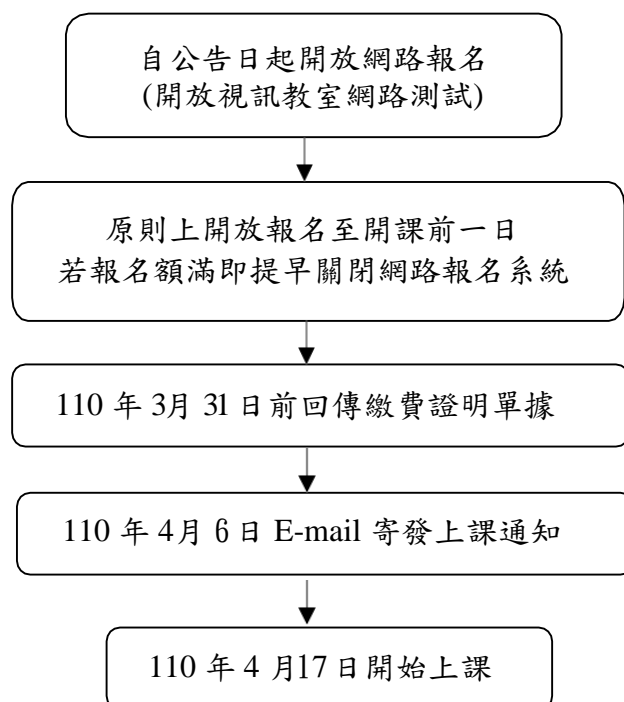 自公告日起開放網路報名
(開放視訊教室網路測試)
原則上開放報名至開課前一日
若報名額滿即提早關閉網路報名系統
110 年 3月 31日前回傳繳費證明單據
110 年 4月 6日 E-mail 寄發上課通知
110 年 4 月17日開始上課